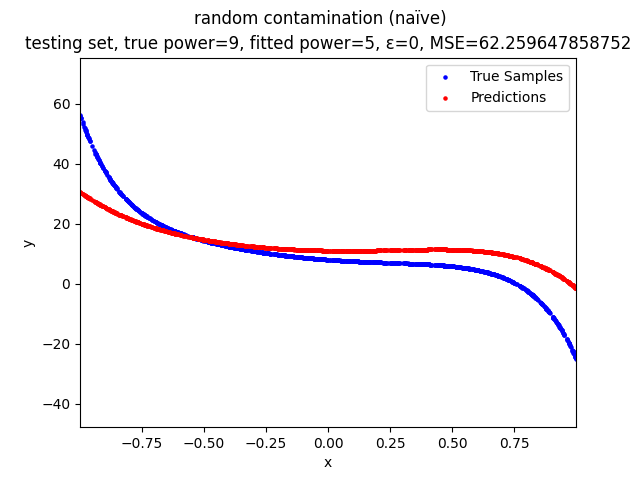 random contamination (naïve)
testing set, true power=9, fitted power=5, ε=0, MSE=62.259647858752
True Samples
Predictions
60
40
20
0
−20
−40
y
−0.75 −0.50 −0.25 0.00 0.25 0.50 0.75
x